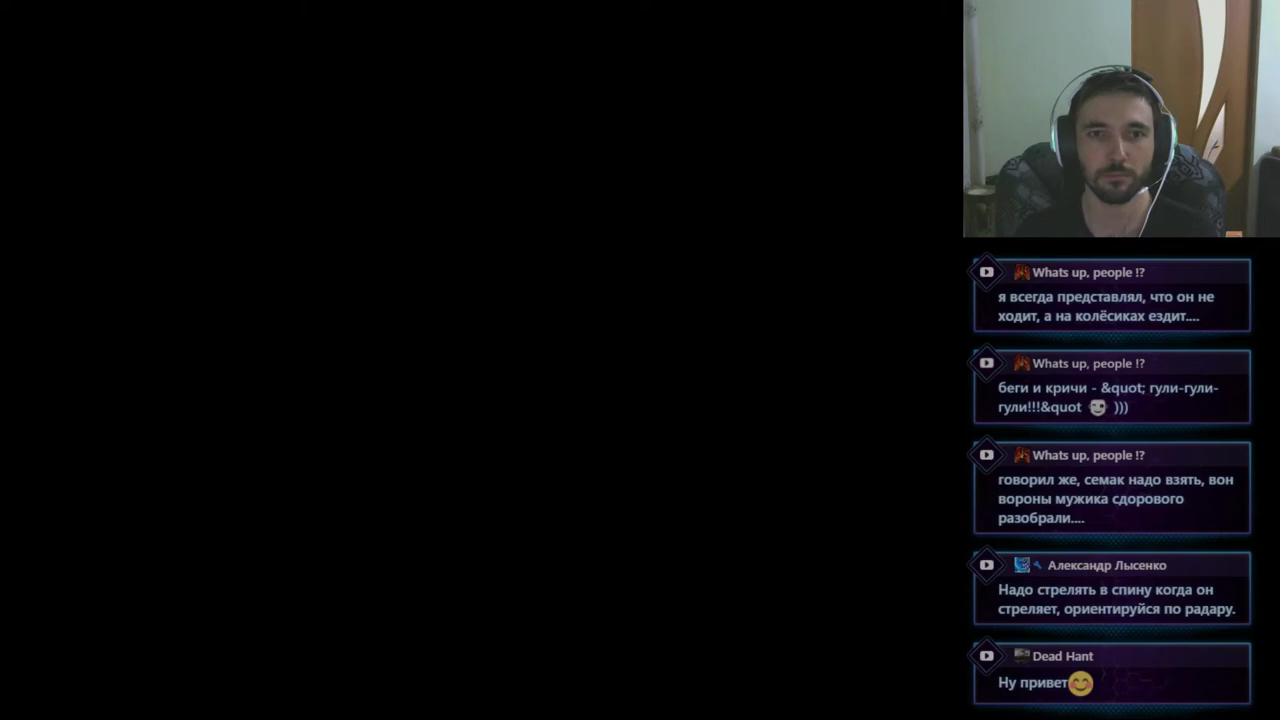 Whats up, people !?
я всегда представлял, что он не
ходит, а на колёсиках ездит....
Whats up, people !?
беги и кричи - &quot; гули-гули-
гули!!!&quot )))
Whats up, people !?
говорил же, семак надо взять, вон
вороны мужика сдорового
разобрали....
Александр Лысенко
Надо стрелять в спину когда он
стреляет, ориентируйся по радару.
Dead Hant
Ну привет